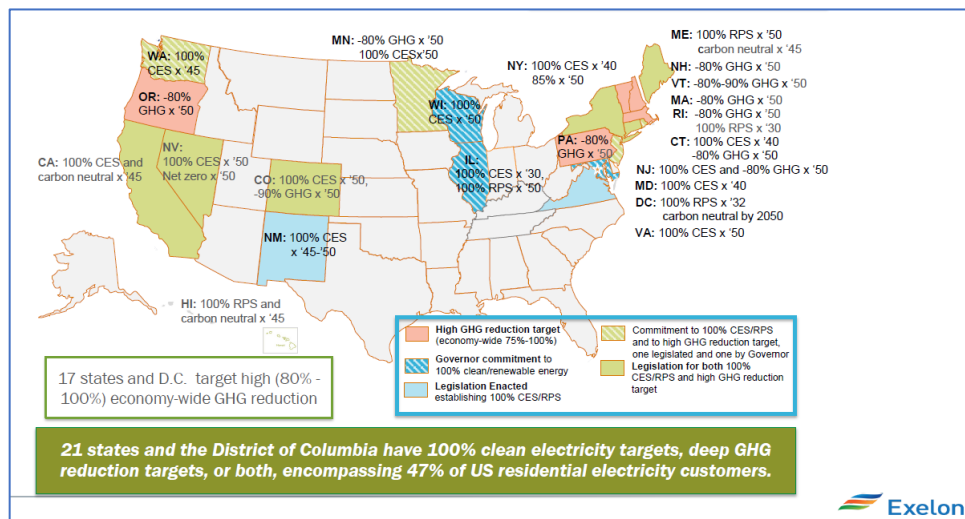 MN: -80% GHG x '50
100% CESx'50
ME: 100% RPS x '50
carbon neutral x '45
WA: 100%
CES x '45
NY: 100% CES x '40
85% x '50
NH: -80% GHG x '50
VT: -80%-90% GHG x '50
MA: -80% GHG x '50
RI: -80% GHG x '50
100% RPS x '30
CT: 100% CES x '40
-80% GHG x '50
OR: -80%
GHG x '50
WI: 100%
CES x '50
PA: -80%
GHG x '50
NJ: 100% CES and -80% GHG x '50
MD: 100% CES x '40
DC: 100% RPS x '32
carbon neutral by 2050
VA: 100% CES x '50
CA: 100% CES and
carbon neutral x '45
NV:
100% CES x '50
Net zero x '50
CO: 100% CES x '50,
-90% GHG x '50
IL:
100% CES x '30,
100% RPS x '50
NM: 100% CES
x '45-'50
HI: 100% RPS and
carbon neutral x '45
High GHG reduction target
(economy-wide 75%-100%)
Governor commitment to
100% clean/renewable energy
Legislation Enacted
establishing 100% CES/RPS
Commitment to 100% CES/RPS
and to high GHG reduction target,
one legislated and one by Governor
Legislation for both 100%
CES/RPS and high GHG reduction
target
17 states and D.C. target high (80% -
100%) economy-wide GHG reduction
21 states and the District of Columbia have 100% clean electricity targets, deep GHG
reduction targets, or both, encompassing 47% of US residential electricity customers.
Exelon